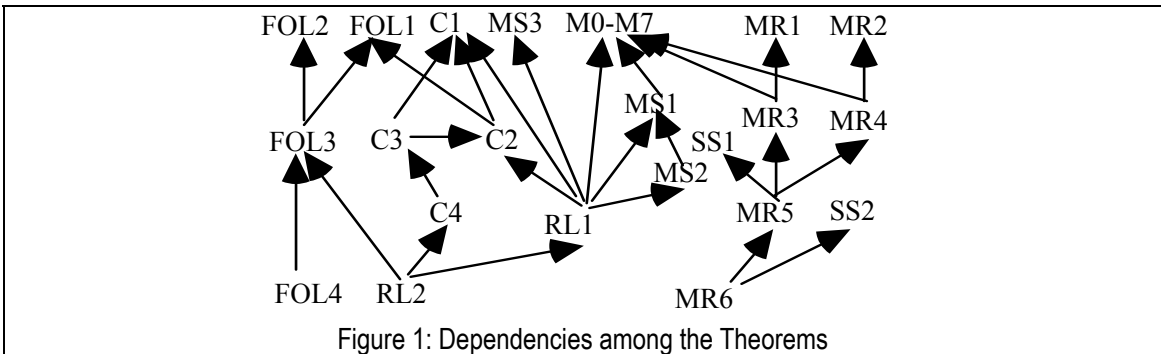 FOL2 FOL1 C1 MS3 M0-M7 MR1 MR2
MS1
FOL3 C3 C2 SS1 MR3 MR4
MS2
C4 RL1 MR5 SS2
FOL4 RL2 MR6
Figure 1: Dependencies among the Theorems